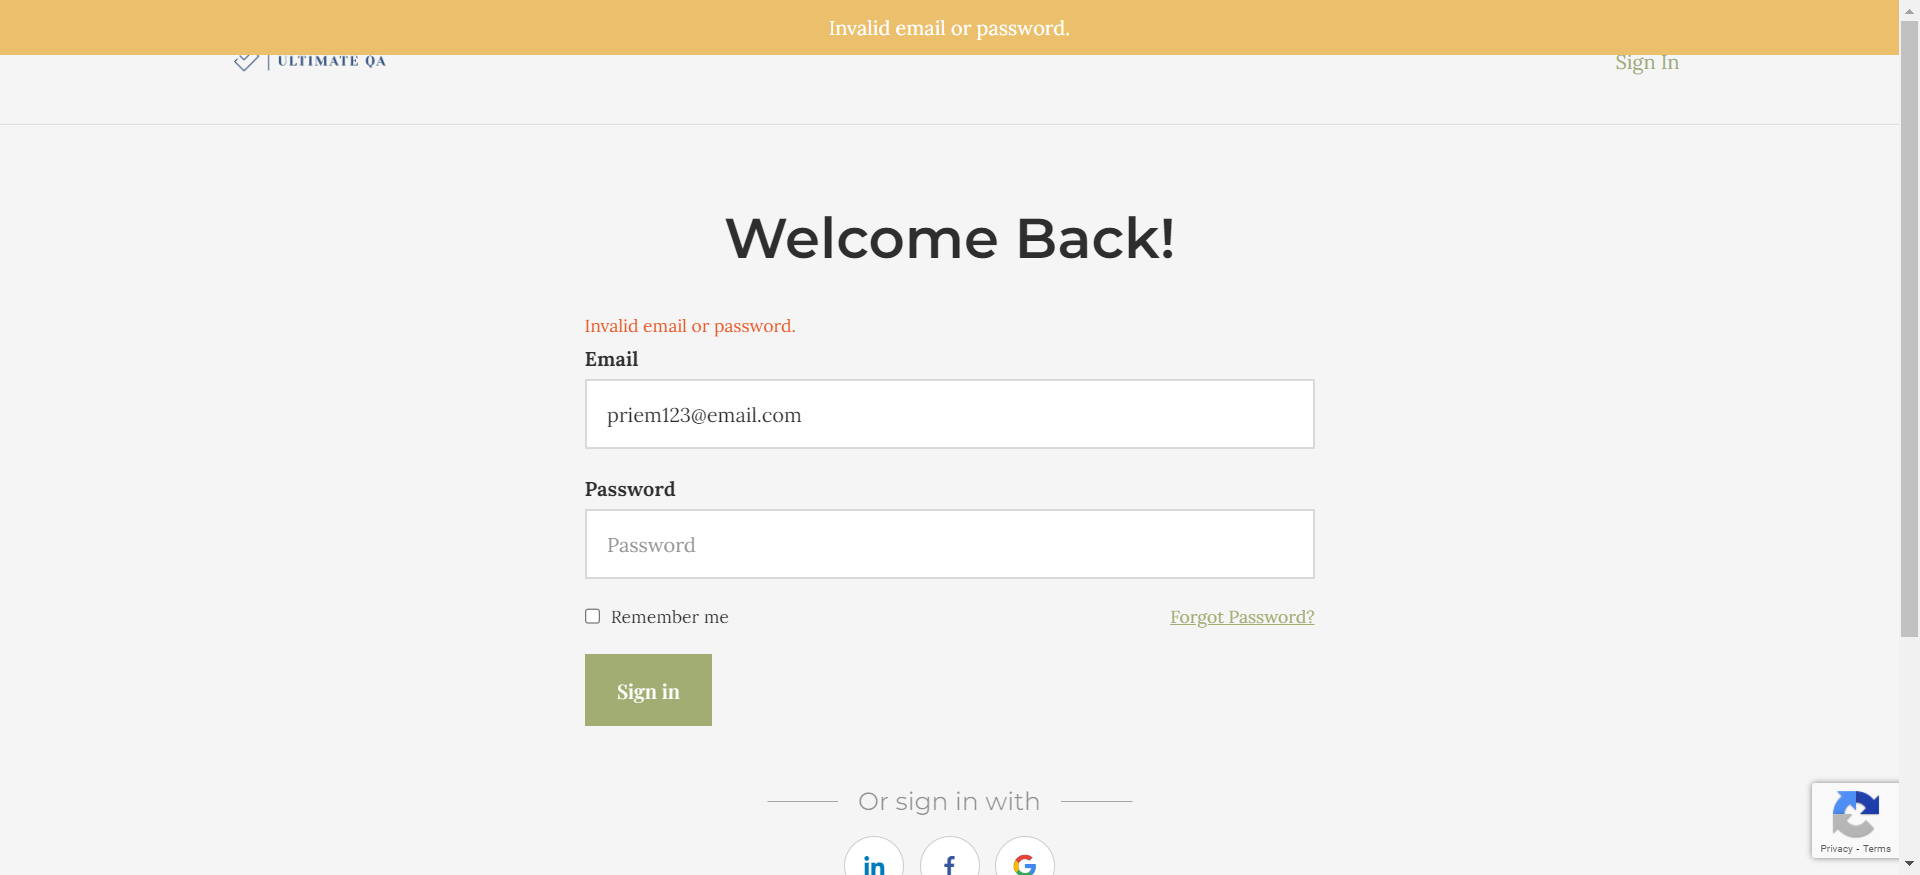 Invalid email or password.
ULTIMATE QA
Sign In
Welcome Back!
Invalid email or password.
Email
priem123@email.com
Password
Password
Remember me
Forgot Password?
Sign in
Or sign in with
Privacy - Terms